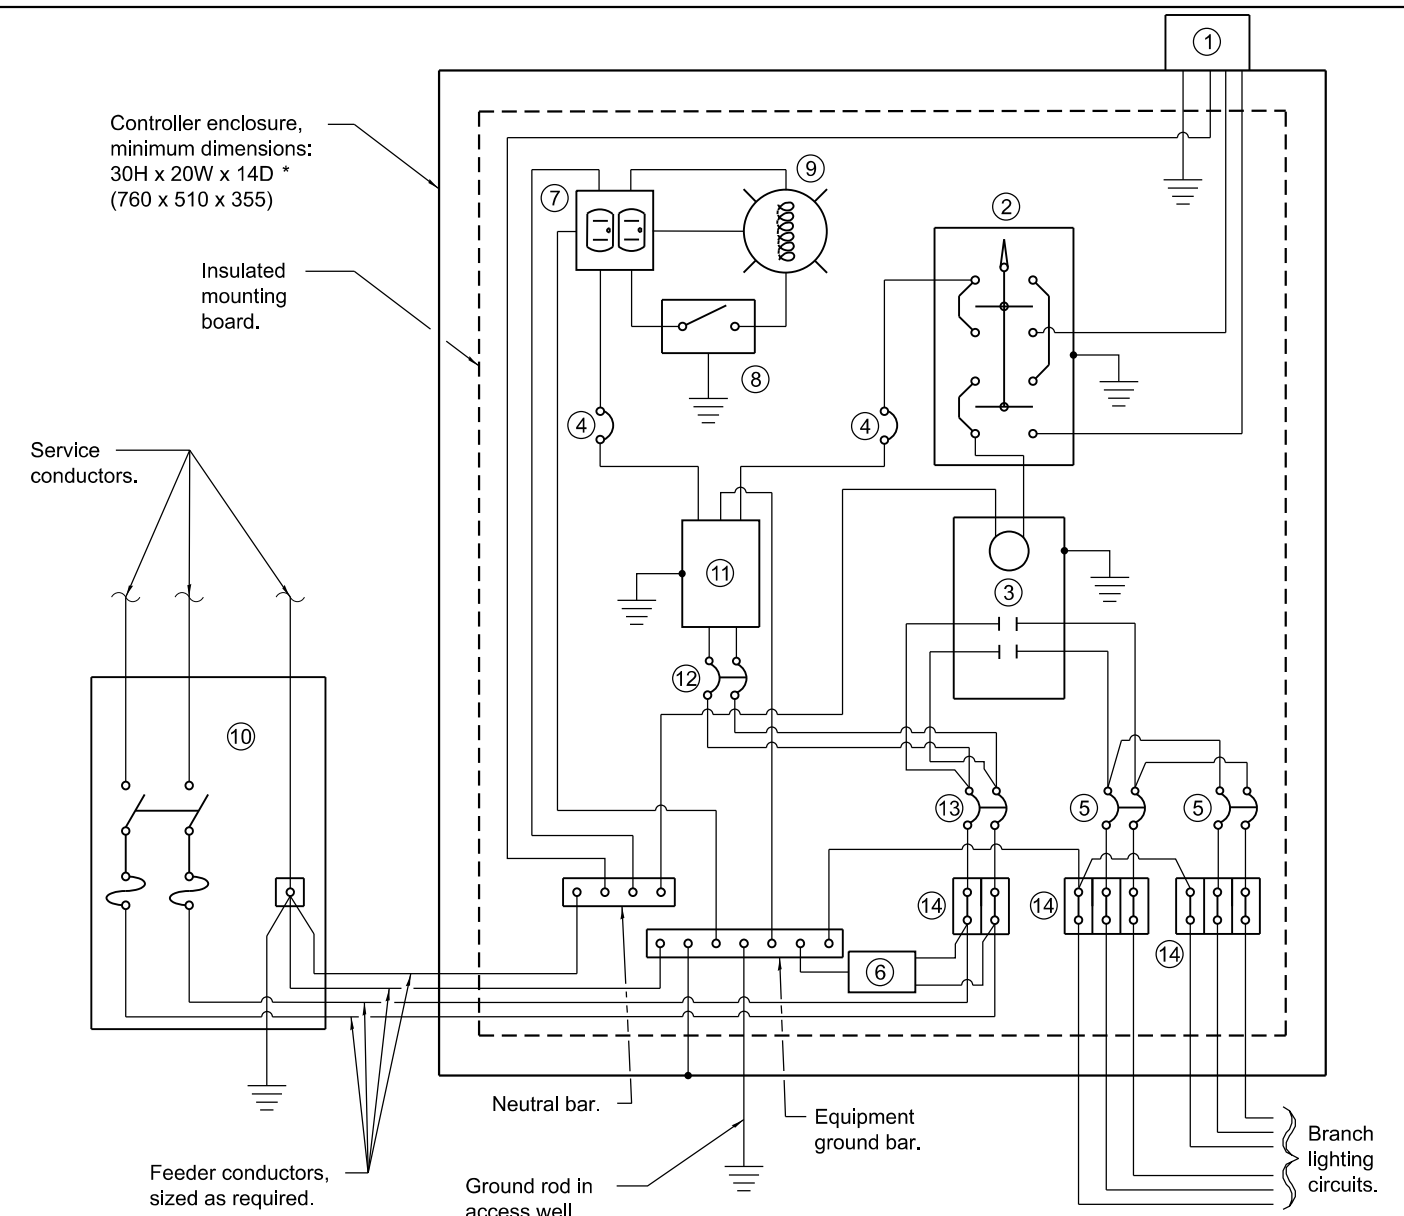 1
Controller enclosure,
minimum dimensions:
30H x 20W x 14D *
(760 x 510 x 355)
9
7
2
Insulated
mounting
board.
8
4
4
Service
conductors.
11
3
12
10
13
5
5
14
14
14
6
Neutral bar.
Equipment
ground bar.
Branch
lighting
circuits.
Feeder conductors,
sized as required.
Ground rod in
access well